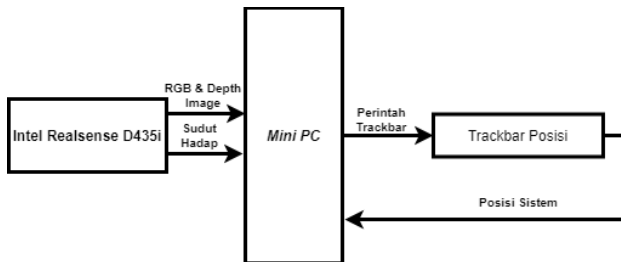 RGB & Depth
Image
Intel Realsense D435i
Sudut
Hadap
Mini PC
Perintah
Trackbar
Trackbar Posisi
Posisi Sistem